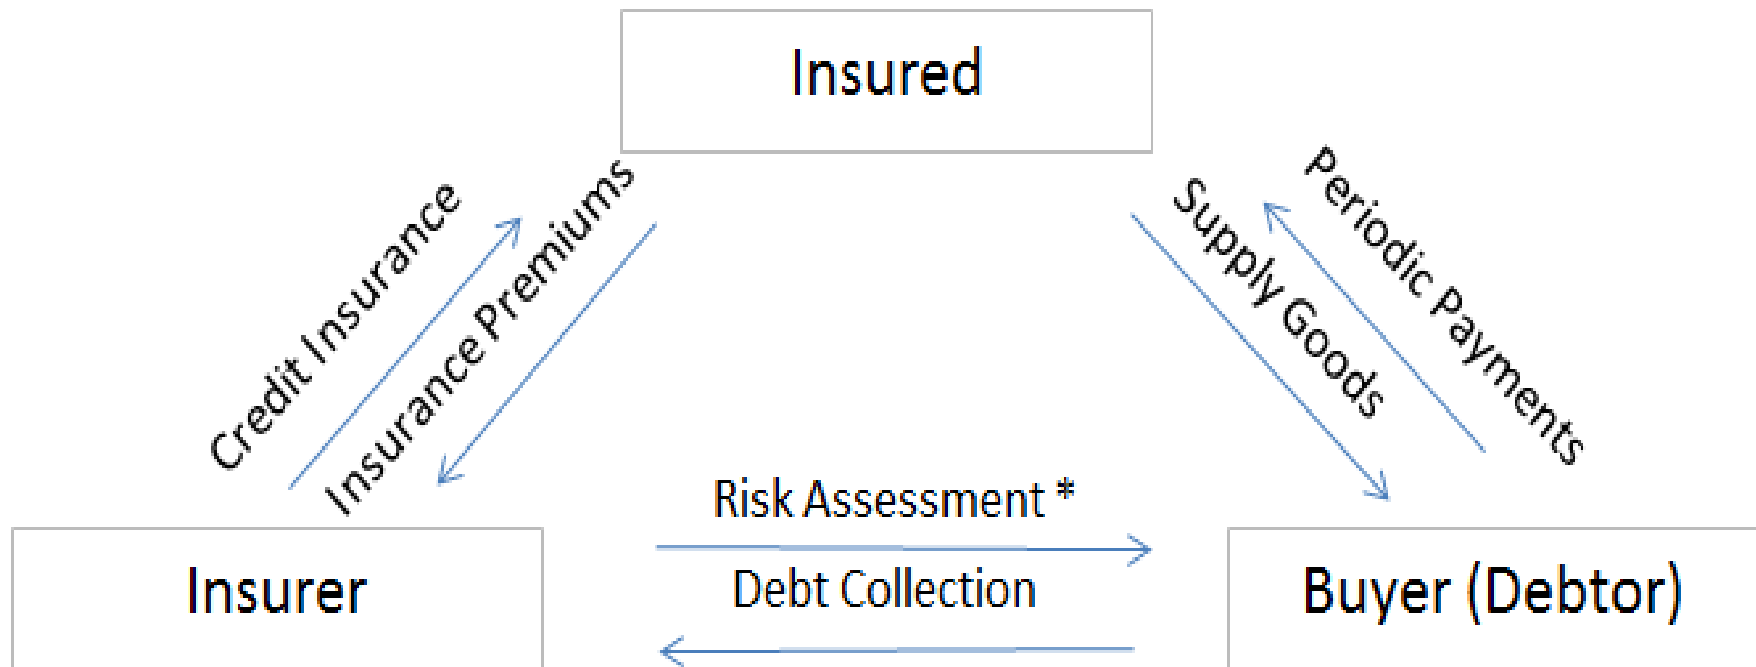 Insured
Credit Insurance
Insurance Premiums
Supply Goods
Periodic Payments
Risk Assessment *
Debt Collection
Insurer
Buyer (Debtor)